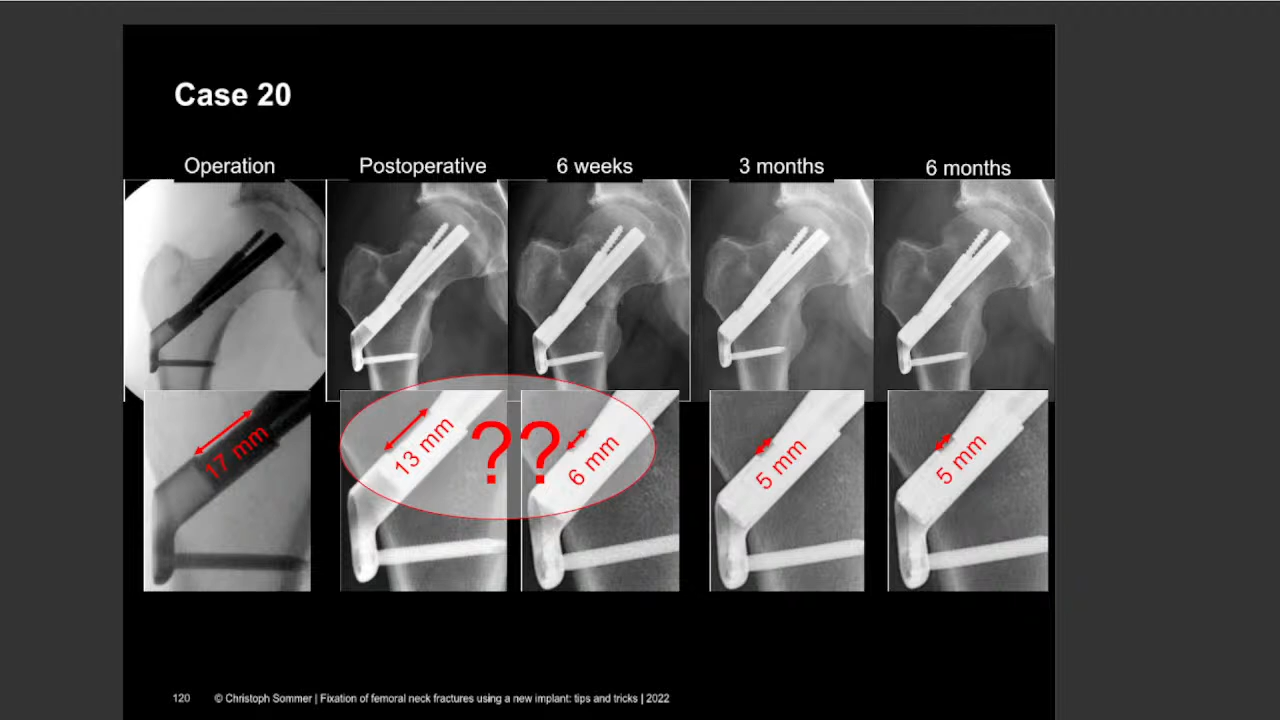 Case 20
Operation
Postoperative
6 weeks
3 months
6 months
17 mm
13 mm
??
6 mm
5 mm
5 mm
120
© Christoph Sommer | Fixation of femoral neck fractures using a new implant: tips and tricks | 2022